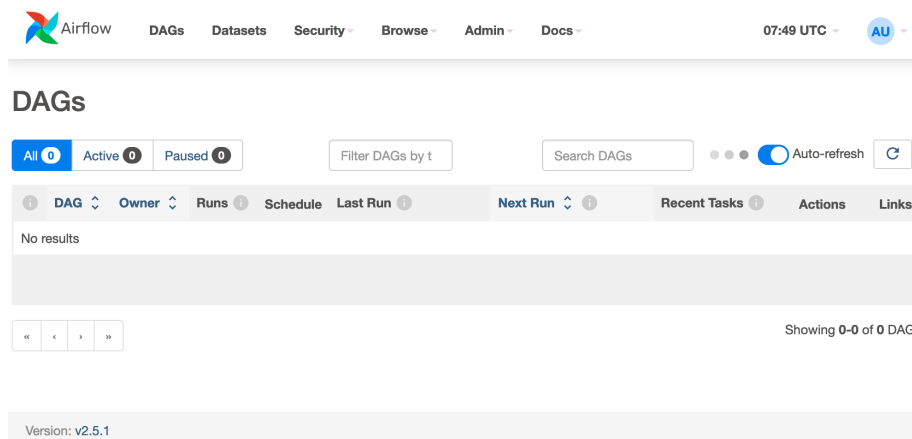 Airflow DAGs Datasets Security Browse Admin Docs 07:49 UTC AU
DAGs
All 0 Active 0 Paused 0 Filter DAGs by t Search DAGs Auto-refresh
DAG Owner Runs Schedule Last Run Next Run Recent Tasks Actions Links
No results
« ‹ › » Showing 0-0 of 0 DAG
Version: v2.5.1